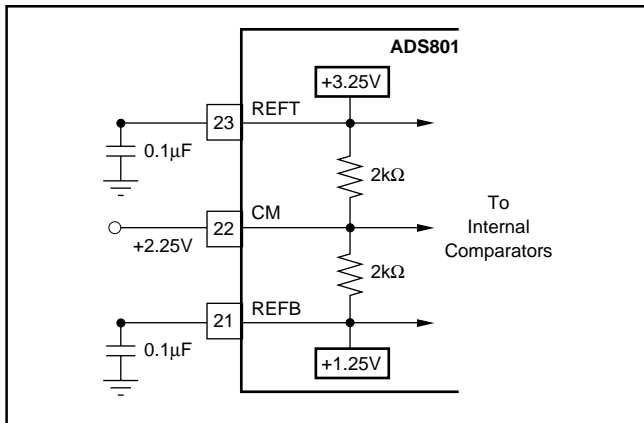 ADS801
+3.25V
23
REFT
0.1µF
2kΩ
22
CM
+2.25V
To
Internal
Comparators
2kΩ
21
REFB
0.1µF
+1.25V